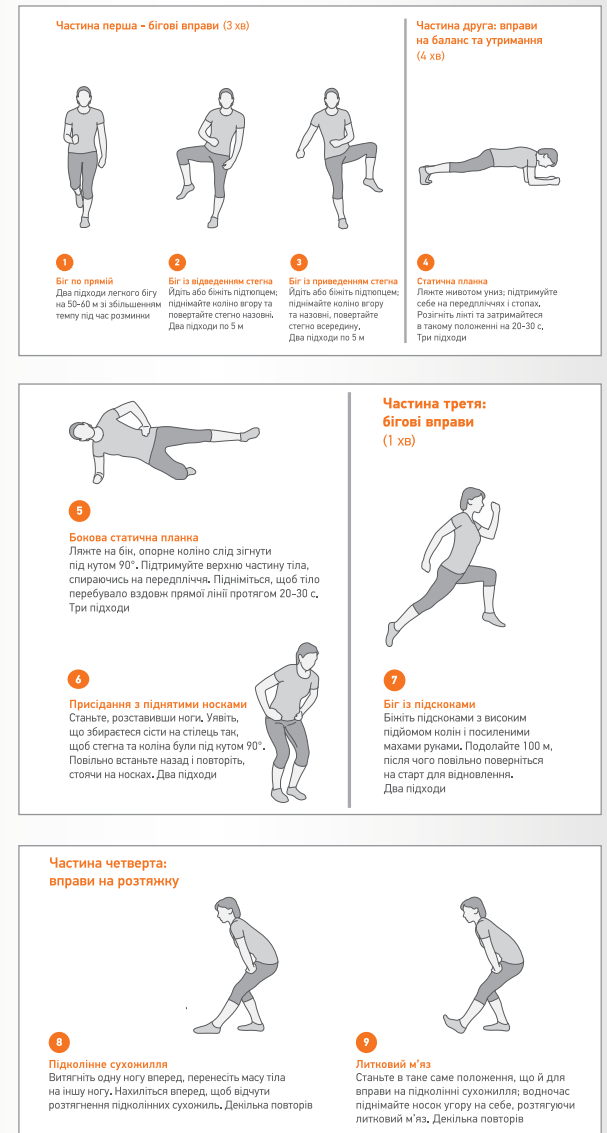 Частина перша - бігові вправи (3 хв)
Частина друга: вправи
на баланс та утримання
(4 хв)
1
Біг по прямій
Два підходи легкого бігу
на 50-60 м зі збільшенням
темпу під час розминки
2
Біг із відведенням стегна
Йдіть або біжіть підтюпцем;
піднімайте коліно вгору та
повертайте стегно назовні.
Два підходи по 5 м
3
Біг із приведенням стегна
Йдіть або біжіть підтюпцем;
піднімайте коліно вгору
та назовні, повертайте
стегно всередину.
Два підходи по 5 м
4
Статична планка
Ляжте животом униз; підтримуйте
себе на передпліччях і стопах.
Розігніть лікті та затримайтеся
в такому положенні на 20-30 с.
Три підходи
5
Бокова статична планка
Ляжте на бік, опорне коліно слід зігнути
під кутом 90°. Підтримуйте верхню частину тіла,
спираючись на передпліччя. Підніміться, щоб тіло
перебувало вздовж прямої лінії протягом 20-30 с.
Три підходи
6
Присідання з піднятими носками
Станьте, розставивши ноги. Уявіть,
що збираєтеся сісти на стілець так,
щоб стегна та коліна були під кутом 90°.
Повільно встаньте назад і повторіть,
стоячи на носках. Два підходи
Частина третя:
бігові вправи
(1 хв)
7
Біг із підскоками
Біжіть підскоками з високим
підйомом колін і посиленими
махами руками. Подолайте 100 м,
після чого повільно поверніться
на старт для відновлення.
Два підходи
Частина четверта:
вправи на розтяжку
8
Підколінне сухожилля
Витягніть одну ногу вперед, перенесіть масу тіла
на іншу ногу. Нахиліться вперед, щоб відчути
розтягнення підколінних сухожиль. Декілька повторів
9
Литковий м'яз
Станьте в таке саме положення, що й для
вправи на підколінні сухожилля; водночас
піднімайте носок угору на себе, розтягуючи
литковий м'яз. Декілька повторів